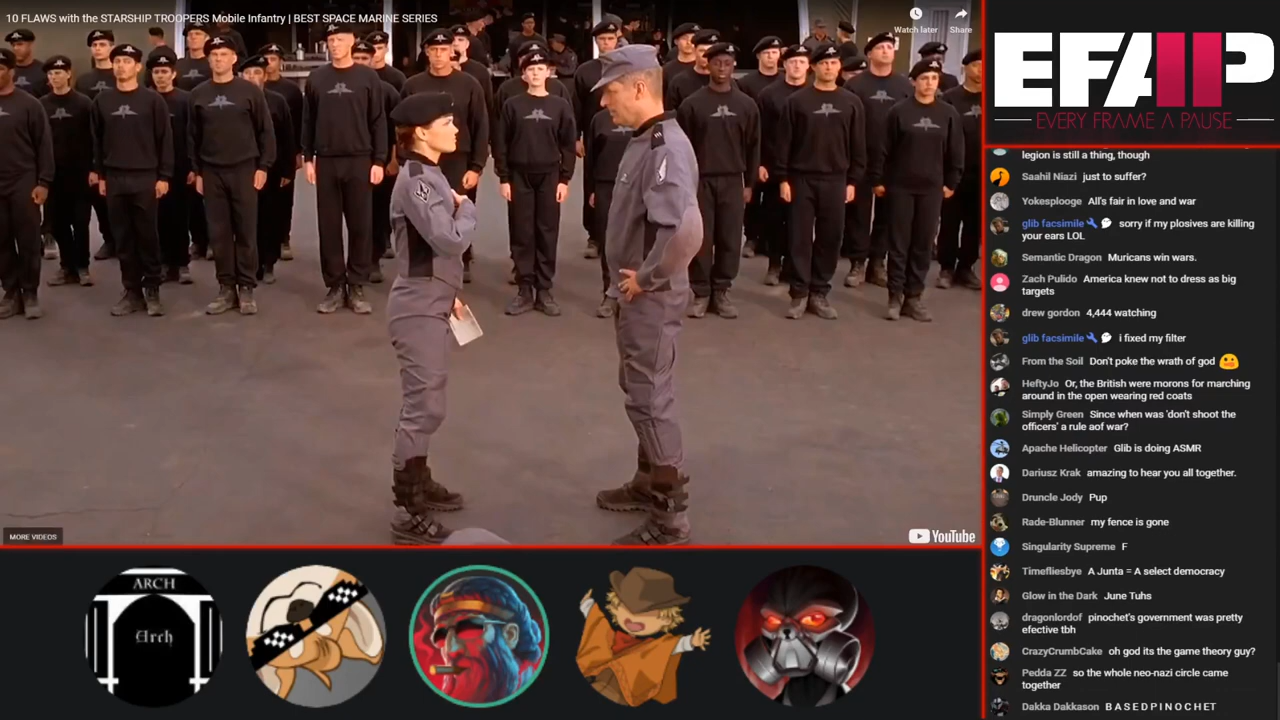 10 FLAWS with the STARSHIP TROOPERS Mobile Infantry | BEST SPACE MARINE SERIES
Watch later
Share
MORE VIDEOS
YouTube
EFAP
EVERY FRAME A PAUSE
legion is still a thing, though
Saahil Niazi just to suffer?
Yokesplooge All's fair in love and war
glib facsimile sorry if my plosives are killing
your ears LOL
Semantic Dragon Muricans win wars.
Zach Pulido America knew not to dress as big
targets
drew gordon 4,444 watching
glib facsimile i fixed my filter
From the Soil Don't poke the wrath of god
HeftyJo Or, the British were morons for marching
around in the open wearing red coats
Simply Green Since when was 'don't shoot the
officers' a rule aof war?
Apache Helicopter Glib is doing ASMR
Dariusz Krak amazing to hear you all together.
Druncle Jody Pup
Rade-Blunner my fence is gone
Singularity Supreme F
Timefliesbye A Junta = A select democracy
Glow in the Dark June Tuhs
dragonlordof pinochet's government was pretty
efective tbh
CrazyCrumbCake oh god its the game theory guy?
Pedda ZZ so the whole neo-nazi circle came
together
Dakka Dakkason B A S E D P I N O C H E T
ARCH
Arch